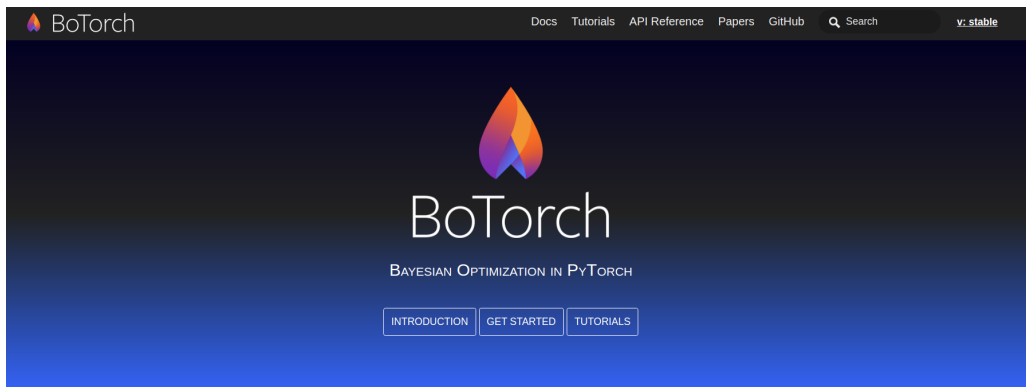 BoTorch
Docs Tutorials API Reference Papers GitHub Search v: stable
BoTorch
BAYESIAN OPTIMIZATION IN PYTORCH
INTRODUCTION GET STARTED TUTORIALS